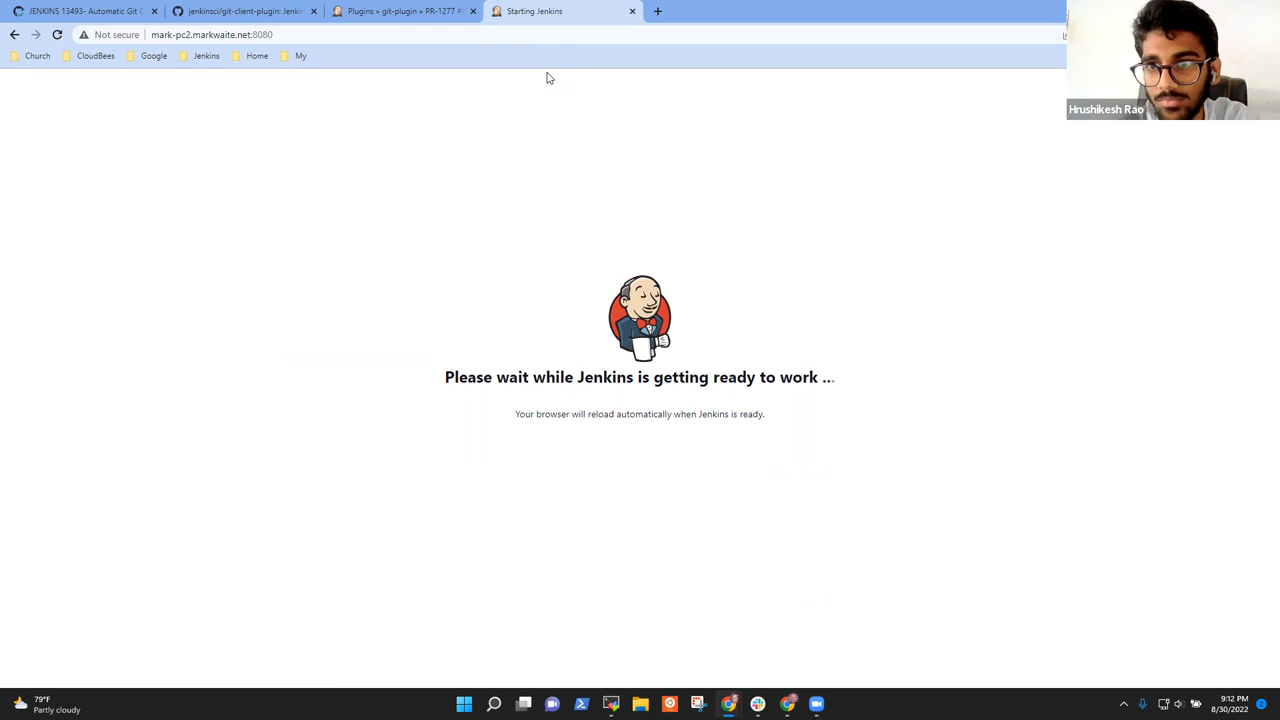 JENKINS 13493- Automatic Git C
jenkinsci/git-client-plugin: Jenki
Plugins » git-plugin » PR-1277 #
Starting Jenkins
Not secure
mark-pc2.markwaite.net:8080
Church
CloudBees
Google
Jenkins
Home
My
Hrushikesh Rao
Please wait while Jenkins is getting ready to work ...
Your browser will reload automatically when Jenkins is ready.
79°F
Partly cloudy
9:12 PM
8/30/2022
2